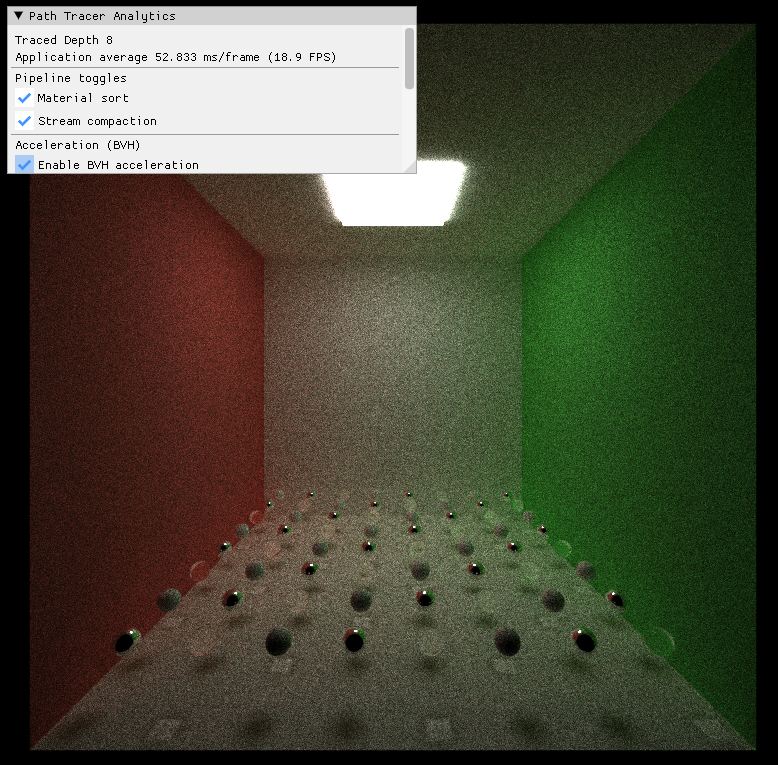 Path Tracer Analytics
Traced Depth 8
Application average 52.833 ms/frame (18.9 FPS)
Pipeline toggles
Material sort
Stream compaction
Acceleration (BVH)
Enable BVH acceleration